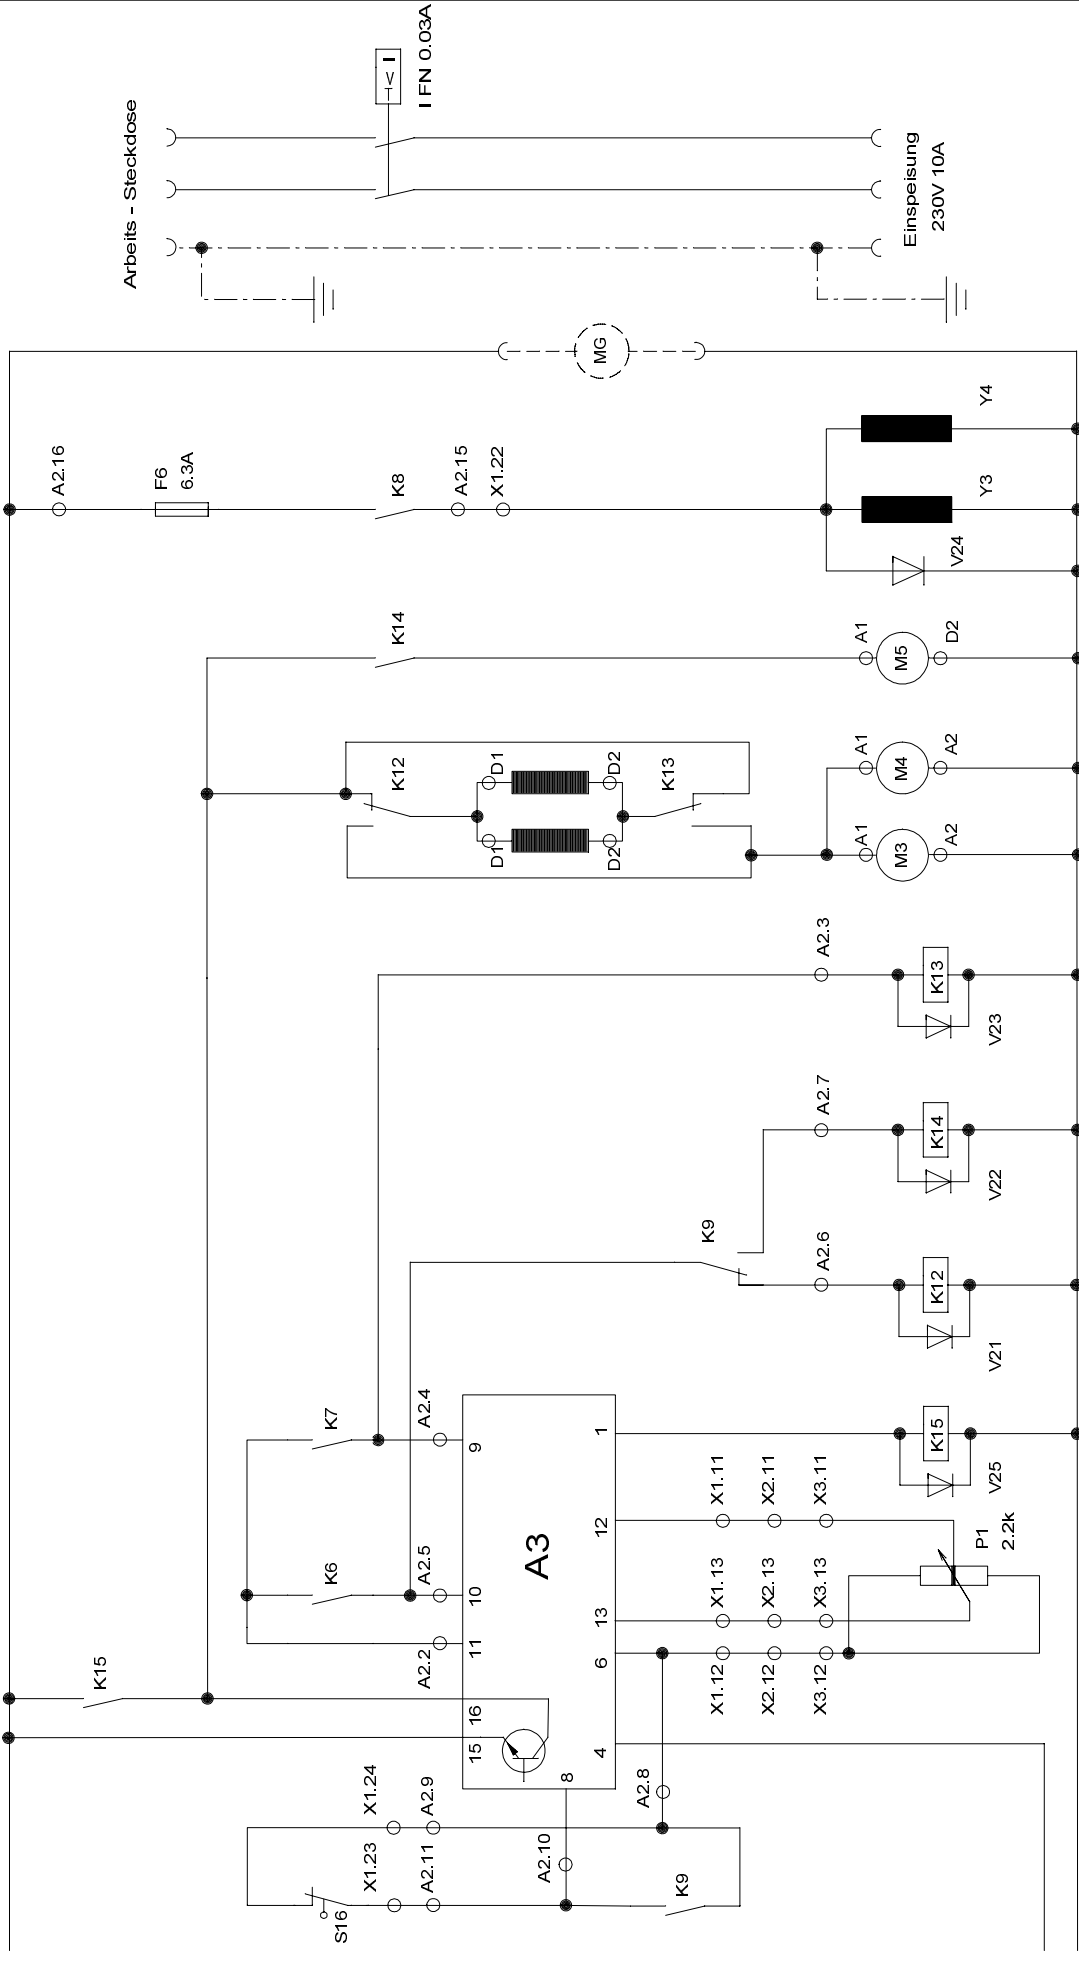 A2.16
K15
Arbeits - Steckdose
F6
6.3A
S16
K6
K7
X1.23
X1.24
I
K12
K14
K8
A2.11
A2.9
A2.2
A2.5
A2.4
I FN 0.03A
A2.15
15
16
11
10
9
D1
D1
X1.22
A2.10
A3
8
4
6
13
12
1
MG
D2
D2
A2.8
K13
K9
K9
X1.12
X1.13
X1.11
X2.12
X2.13
X2.11
X3.12
X3.13
X3.11
A2.6
A2.7
A2.3
A1
A1
A1
M3
M4
M5
Einspeisung
230V 10A
K15
K12
K14
K13
A2
A2
D2
V24
P1
2.2k
V25
V21
V22
V23
Y3
Y4